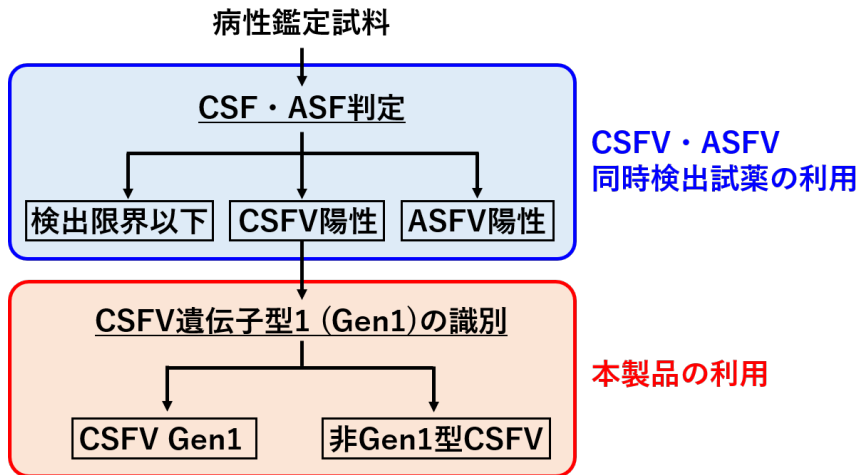 病性鑑定試料
CSF・ASF判定
CSFV・ASFV
同時検出試薬の利用
検出限界以下
CSFV陽性
ASFV陽性
CSFV遺伝子型1 (Gen1)の識別
本製品の利用
CSFV Gen1
非Gen1型CSFV